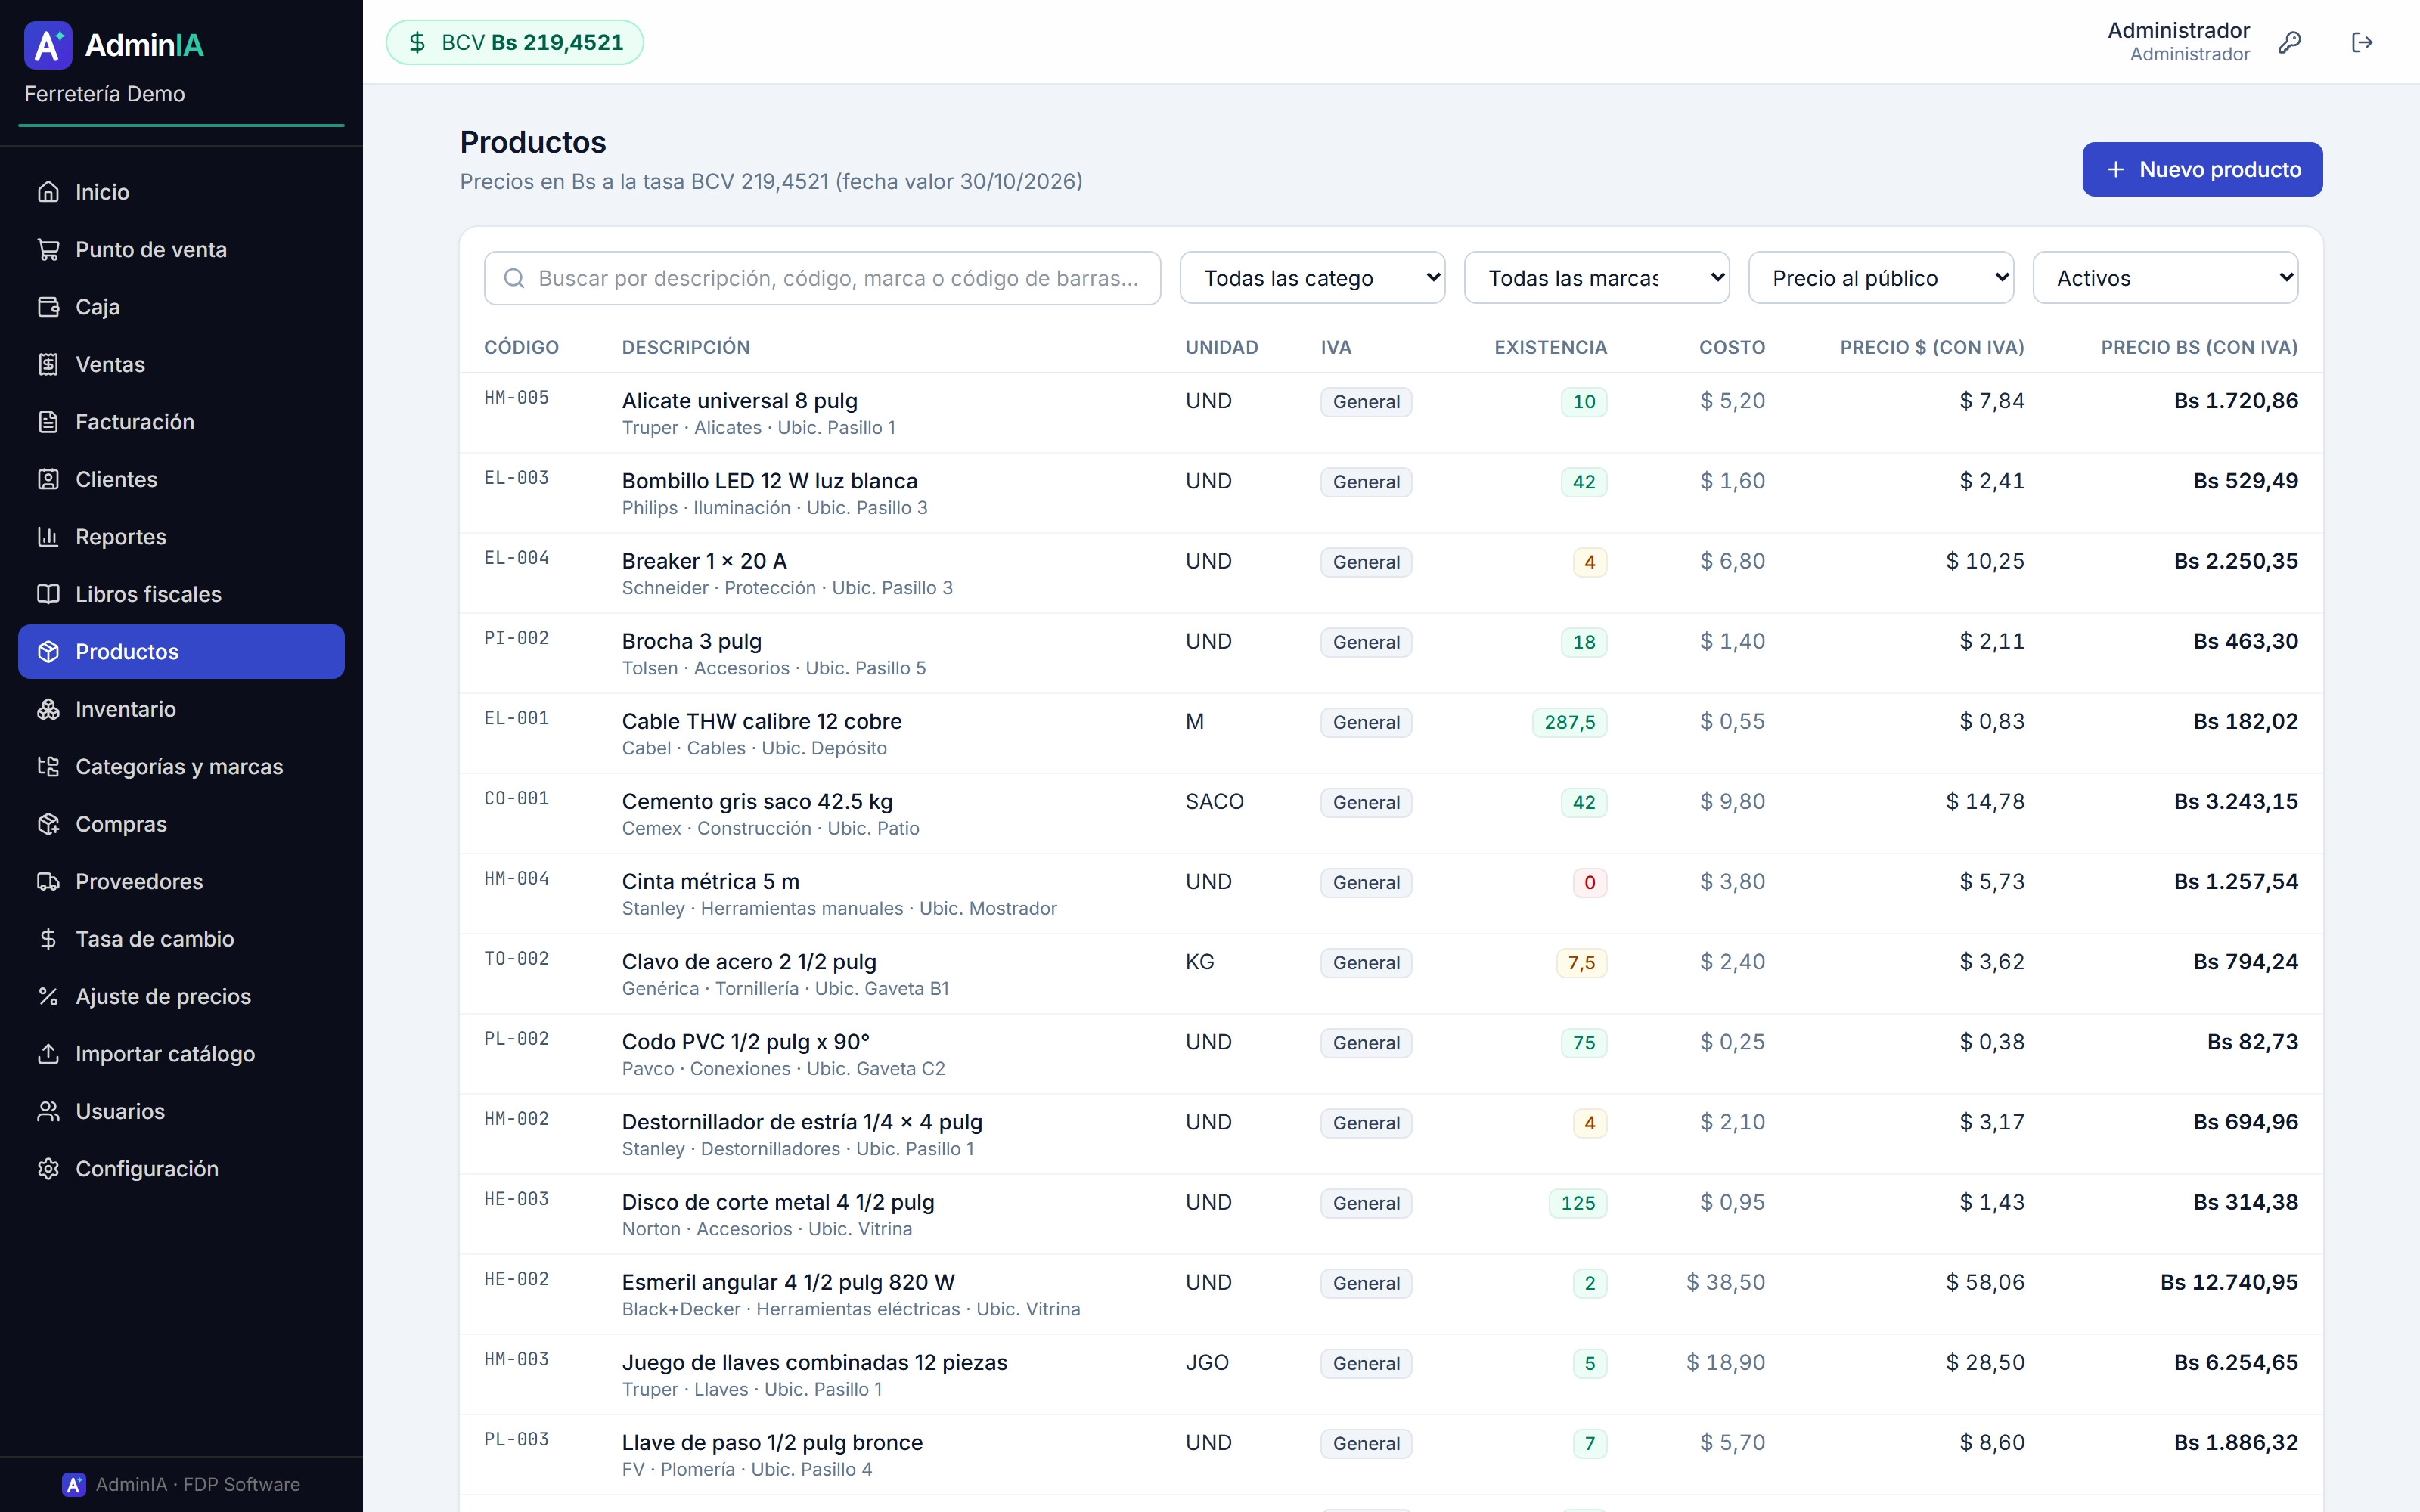 AdminIA
Ferretería Demo
Inicio
Punto de venta
Caja
Ventas
Facturación
Clientes
Reportes
Libros fiscales
Productos
Inventario
Categorías y marcas
Compras
Proveedores
Tasa de cambio
Ajuste de precios
Importar catálogo
Usuarios
Configuración
AdminIA · FDP Software
BCV Bs 219,4521
Administrador
Administrador
Productos
Precios en Bs a la tasa BCV 219,4521 (fecha valor 30/10/2026)
Nuevo producto
Buscar por descripción, código, marca o código de barras... Todas las catego Todas las marcas Precio al público Activos
CÓDIGO DESCRIPCIÓN UNIDAD IVA EXISTENCIA COSTO PRECIO $ (CON IVA) PRECIO BS (CON IVA)
HM-005 Alicate universal 8 pulg UND General 10 $ 5,20 $ 7,84 Bs 1.720,86
Truper · Alicates · Ubic. Pasillo 1
EL-003 Bombillo LED 12 W luz blanca UND General 42 $ 1,60 $ 2,41 Bs 529,49
Philips · Iluminación · Ubic. Pasillo 3
EL-004 Breaker 1 × 20 A UND General 4 $ 6,80 $ 10,25 Bs 2.250,35
Schneider · Protección · Ubic. Pasillo 3
PI-002 Brocha 3 pulg UND General 18 $ 1,40 $ 2,11 Bs 463,30
Tolsen · Accesorios · Ubic. Pasillo 5
EL-001 Cable THW calibre 12 cobre M General 287,5 $ 0,55 $ 0,83 Bs 182,02
Cabel · Cables · Ubic. Depósito
CO-001 Cemento gris saco 42.5 kg SACO General 42 $ 9,80 $ 14,78 Bs 3.243,15
Cemex · Construcción · Ubic. Patio
HM-004 Cinta métrica 5 m UND General 0 $ 3,80 $ 5,73 Bs 1.257,54
Stanley · Herramientas manuales · Ubic. Mostrador
TO-002 Clavo de acero 2 1/2 pulg KG General 7,5 $ 2,40 $ 3,62 Bs 794,24
Genérica · Tornillería · Ubic. Gaveta B1
PL-002 Codo PVC 1/2 pulg x 90° UND General 75 $ 0,25 $ 0,38 Bs 82,73
Pavco · Conexiones · Ubic. Gaveta C2
HM-002 Destornillador de estría 1/4 × 4 pulg UND General 4 $ 2,10 $ 3,17 Bs 694,96
Stanley · Destornilladores · Ubic. Pasillo 1
HE-003 Disco de corte metal 4 1/2 pulg UND General 125 $ 0,95 $ 1,43 Bs 314,38
Norton · Accesorios · Ubic. Vitrina
HE-002 Esmeril angular 4 1/2 pulg 820 W UND General 2 $ 38,50 $ 58,06 Bs 12.740,95
Black+Decker · Herramientas eléctricas · Ubic. Vitrina
HM-003 Juego de llaves combinadas 12 piezas JGO General 5 $ 18,90 $ 28,50 Bs 6.254,65
Truper · Llaves · Ubic. Pasillo 1
PL-003 Llave de paso 1/2 pulg bronce UND General 7 $ 5,70 $ 8,60 Bs 1.886,32
FV · Plomería · Ubic. Pasillo 4